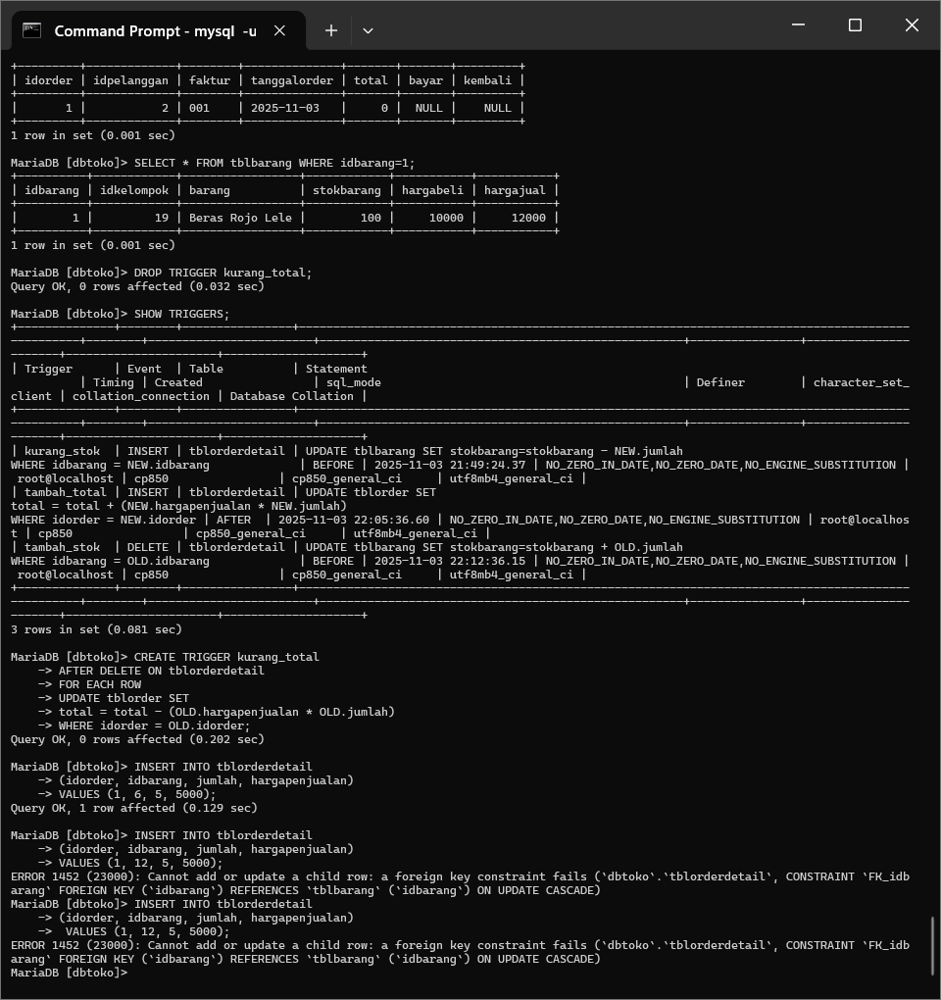 Command Prompt - mysql  -u
+----------+-------------+--------+--------------+-------+-------+---------+
| idorder | idpelanggan | faktur | tanggalorder | total | bayar | kembali |
+----------+-------------+--------+--------------+-------+-------+---------+
|       1 |           2 | 001    | 2025-11-03   |     0 |  NULL |    NULL |
+----------+-------------+--------+--------------+-------+-------+---------+
1 row in set (0.001 sec)
MariaDB [dbtoko]> SELECT * FROM tblbarang WHERE idbarang=1;
+----------+------------+-----------------+------------+-----------+-----------+
| idbarang | idkelompok | barang          | stokbarang | hargabeli | hargajual |
+----------+------------+-----------------+------------+-----------+-----------+
|        1 |         19 | Beras Rojo Lele |        100 |     10000 |     12000 |
+----------+------------+-----------------+------------+-----------+-----------+
1 row in set (0.001 sec)
MariaDB [dbtoko]> DROP TRIGGER kurang_total;
Query OK, 0 rows affected (0.032 sec)
MariaDB [dbtoko]> SHOW TRIGGERS;
| Trigger      | Event  | Table          | Statement
          | Timing | Created                | sql_mode                                            | Definer        | character_set_
client | collation_connection | Database Collation |
| kurang_stok  | INSERT | tblorderdetail | UPDATE tblbarang SET stokbarang=stokbarang - NEW.jumlah
WHERE idbarang = NEW.idbarang             | BEFORE | 2025-11-03 21:49:24.37 | NO_ZERO_IN_DATE,NO_ZERO_DATE,NO_ENGINE_SUBSTITUTION |
 root@localhost | cp850                | cp850_general_ci     | utf8mb4_general_ci |
| tambah_total | INSERT | tblorderdetail | UPDATE tblorder SET
total = total + (NEW.hargapenjualan * NEW.jumlah)
WHERE idorder = NEW.idorder | AFTER  | 2025-11-03 22:05:36.60 | NO_ZERO_IN_DATE,NO_ZERO_DATE,NO_ENGINE_SUBSTITUTION | root@localhos
t | cp850                | cp850_general_ci     | utf8mb4_general_ci |
| tambah_stok  | DELETE | tblorderdetail | UPDATE tblbarang SET stokbarang=stokbarang + OLD.jumlah
WHERE idbarang = OLD.idbarang             | BEFORE | 2025-11-03 22:12:36.15 | NO_ZERO_IN_DATE,NO_ZERO_DATE,NO_ENGINE_SUBSTITUTION |
 root@localhost | cp850                | cp850_general_ci     | utf8mb4_general_ci |
3 rows in set (0.081 sec)
MariaDB [dbtoko]> CREATE TRIGGER kurang_total
    -> AFTER DELETE ON tblorderdetail
    -> FOR EACH ROW
    -> UPDATE tblorder SET
    -> total = total - (OLD.hargapenjualan * OLD.jumlah)
    -> WHERE idorder = OLD.idorder;
Query OK, 0 rows affected (0.202 sec)
MariaDB [dbtoko]> INSERT INTO tblorderdetail
    -> (idorder, idbarang, jumlah, hargapenjualan)
    -> VALUES (1, 6, 5, 5000);
Query OK, 1 row affected (0.129 sec)
MariaDB [dbtoko]> INSERT INTO tblorderdetail
    -> (idorder, idbarang, jumlah, hargapenjualan)
    -> VALUES (1, 12, 5, 5000);
ERROR 1452 (23000): Cannot add or update a child row: a foreign key constraint fails (`dbtoko`.`tblorderdetail`, CONSTRAINT `FK_idb
arang` FOREIGN KEY (`idbarang`) REFERENCES `tblbarang` (`idbarang`) ON UPDATE CASCADE)
MariaDB [dbtoko]> INSERT INTO tblorderdetail
    -> (idorder, idbarang, jumlah, hargapenjualan)
    ->  VALUES (1, 12, 5, 5000);
ERROR 1452 (23000): Cannot add or update a child row: a foreign key constraint fails (`dbtoko`.`tblorderdetail`, CONSTRAINT `FK_idb
arang` FOREIGN KEY (`idbarang`) REFERENCES `tblbarang` (`idbarang`) ON UPDATE CASCADE)
MariaDB [dbtoko]>